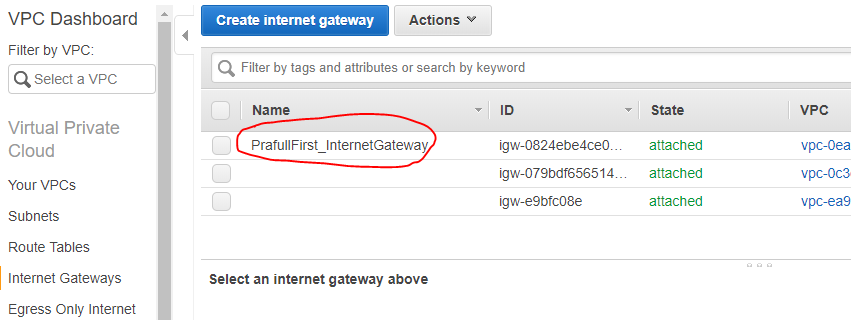 VPC Dashboard
Filter by VPC:
Select a VPC
Virtual Private
Cloud
Your VPCs
Subnets
Route Tables
Internet Gateways
Egress Only Internet
Create internet gateway
Actions
Filter by tags and attributes or search by keyword
Name ID State VPC
PrafullFirst_InternetGateway igw-0824ebe4ce0... attached vpc-0ea
igw-079bdf656514... attached vpc-0c3
igw-e9bfc08e attached vpc-ea9
Select an internet gateway above